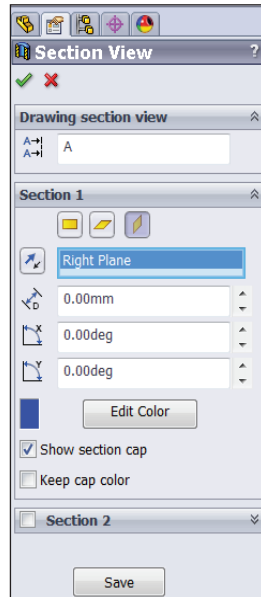 Section View ?
Drawing section view
A
A
A
Section 1
Right Plane
D
0.00mm
X
0.00deg
Y
0.00deg
Edit Color
Show section cap
Keep cap color
Section 2
Save